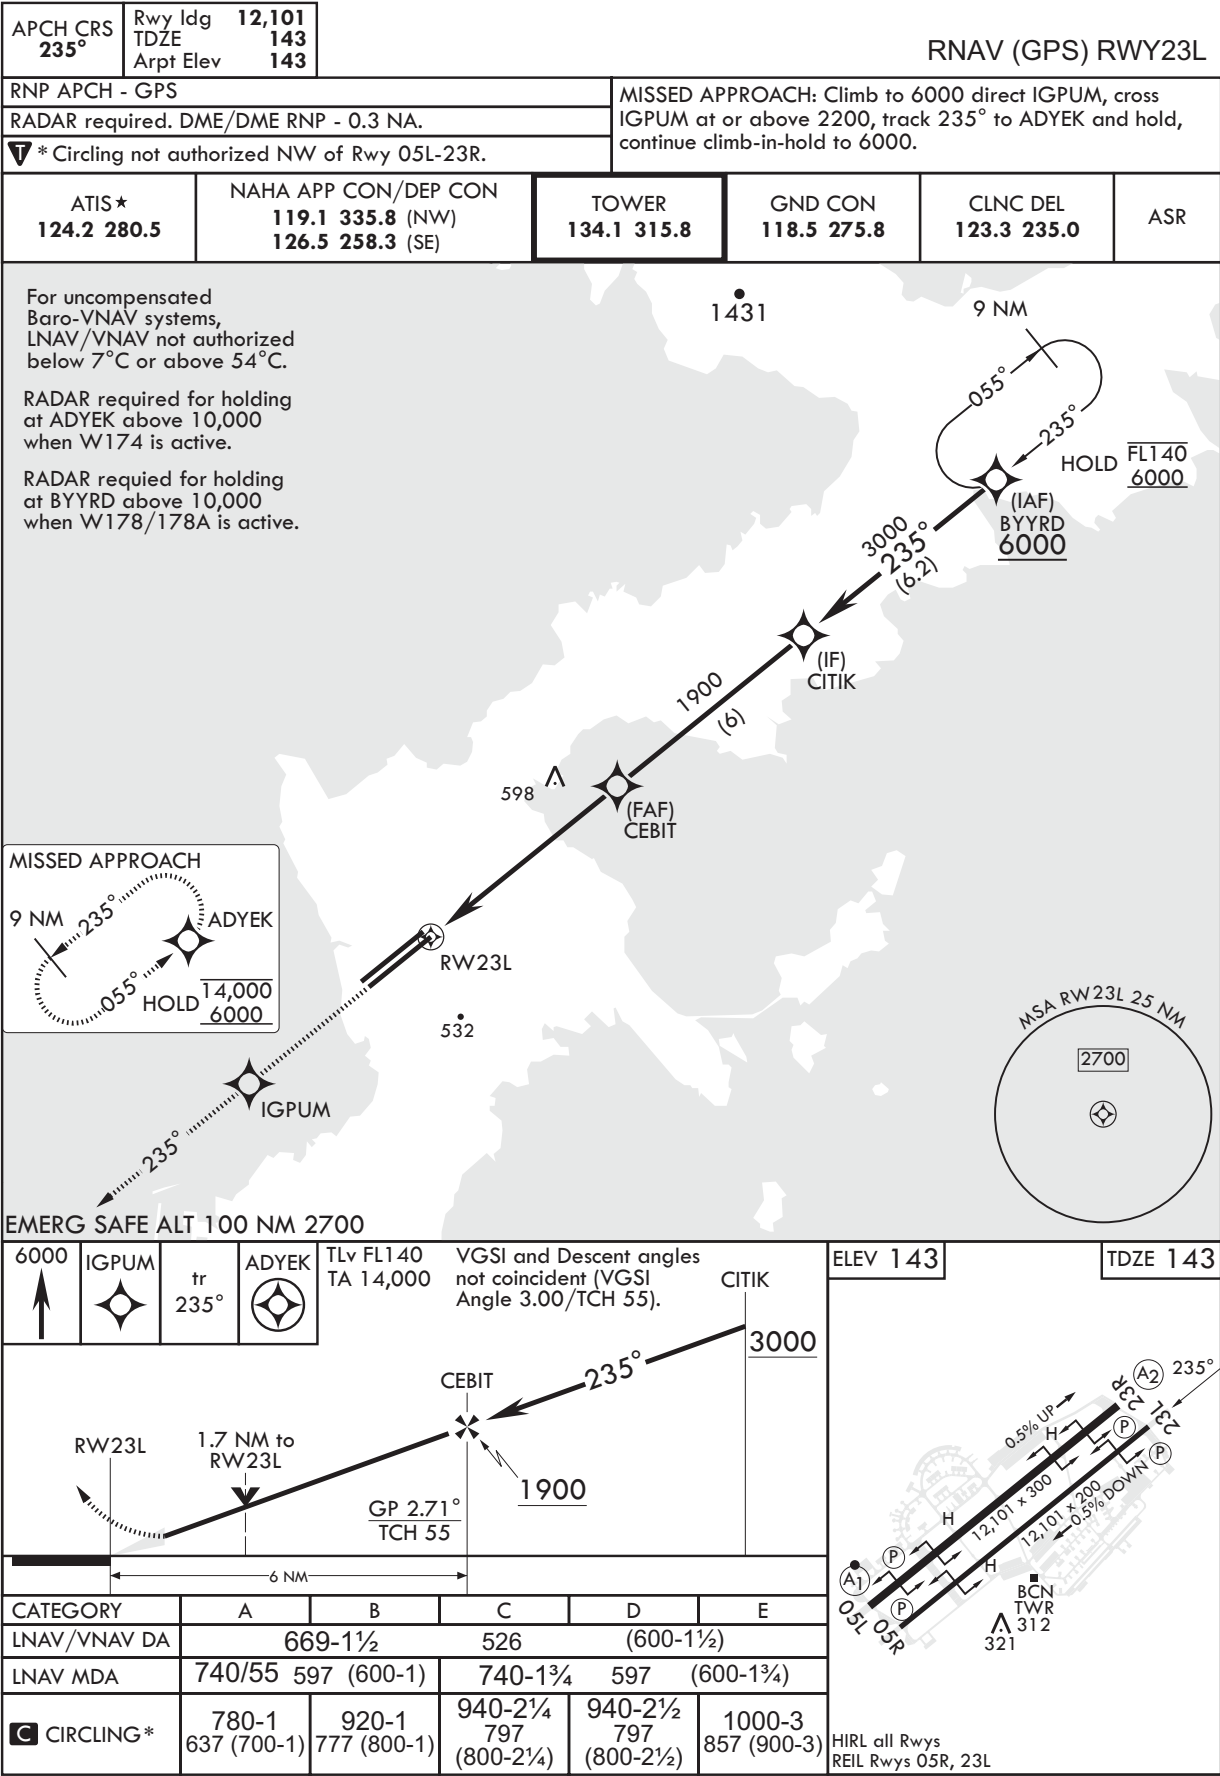 APCH CRS
235°
Rwy ldg 12,101
TDZE 143
Arpt Elev 143
RNAV (GPS) RWY23L
RNP APCH - GPS
RADAR required. DME/DME RNP - 0.3 NA.
T * Circling not authorized NW of Rwy 05L-23R.
MISSED APPROACH: Climb to 6000 direct IGPUM, cross
IGPUM at or above 2200, track 235° to ADYEK and hold,
continue climb-in-hold to 6000.
ATIS★
124.2 280.5
NAHA APP CON/DEP CON
119.1 335.8 (NW)
126.5 258.3 (SE)
TOWER
134.1 315.8
GND CON
118.5 275.8
CLNC DEL
123.3 235.0
ASR
For uncompensated
Baro-VNAV systems,
LNAV/VNAV not authorized
below 7°C or above 54°C.
RADAR required for holding
at ADYEK above 10,000
when W174 is active.
RADAR requied for holding
at BYYRD above 10,000
when W178/178A is active.
1431
9 NM
055°
235°
HOLD
FL140
6000
(IAF)
BYYRD
6000
3000
235°
(6.2)
(IF)
CITIK
1900
(6)
598
(FAF)
CEBIT
MISSED APPROACH
9 NM
235°
ADYEK
055°
HOLD
14,000
6000
RW23L
532
IGPUM
235°
MSA RW23L 25 NM
2700
EMERG SAFE ALT 100 NM 2700
6000
IGPUM
tr
235°
ADYEK
TLv FL140
TA 14,000
VGSI and Descent angles
not coincident (VGSI
Angle 3.00/TCH 55).
CITIK
3000
235°
CEBIT
1900
RW23L
1.7 NM to
RW23L
GP 2.71°
TCH 55
6 NM
ELEV 143
TDZE 143
235°
A2
23R
23L
P
P
0.5% UP
H
12,101 x 300
12,101 x 200
0.5% DOWN
H
H
P
A1
P
05L
05R
BCN
TWR
312
321
HIRL all Rwys
REIL Rwys 05R, 23L
CATEGORY A B C D E
LNAV/VNAV DA 669-1½ 526 (600-1½)
LNAV MDA 740/55 597 (600-1) 740-1¾ 597 (600-1¾)
C CIRCLING*
780-1
637 (700-1)
920-1
777 (800-1)
940-2¼
797
(800-2¼)
940-2½
797
(800-2½)
1000-3
857 (900-3)